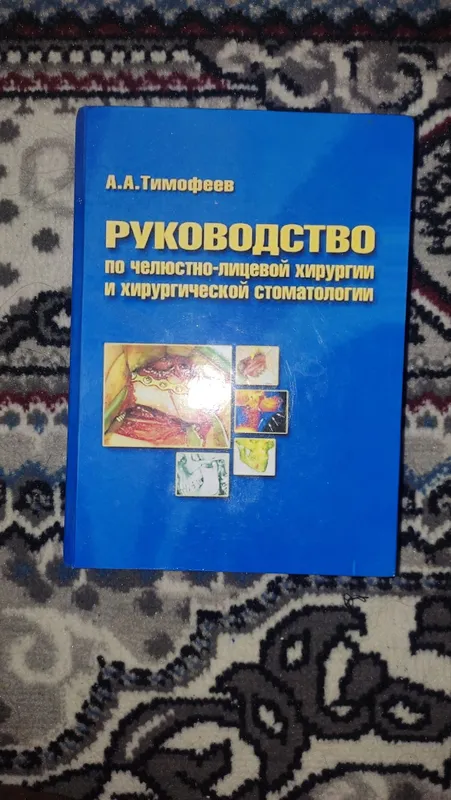 А.А.Тимофеев
РУКОВОДСТВО
по челюстно-лицевой хирургии
и хирургической стоматологии